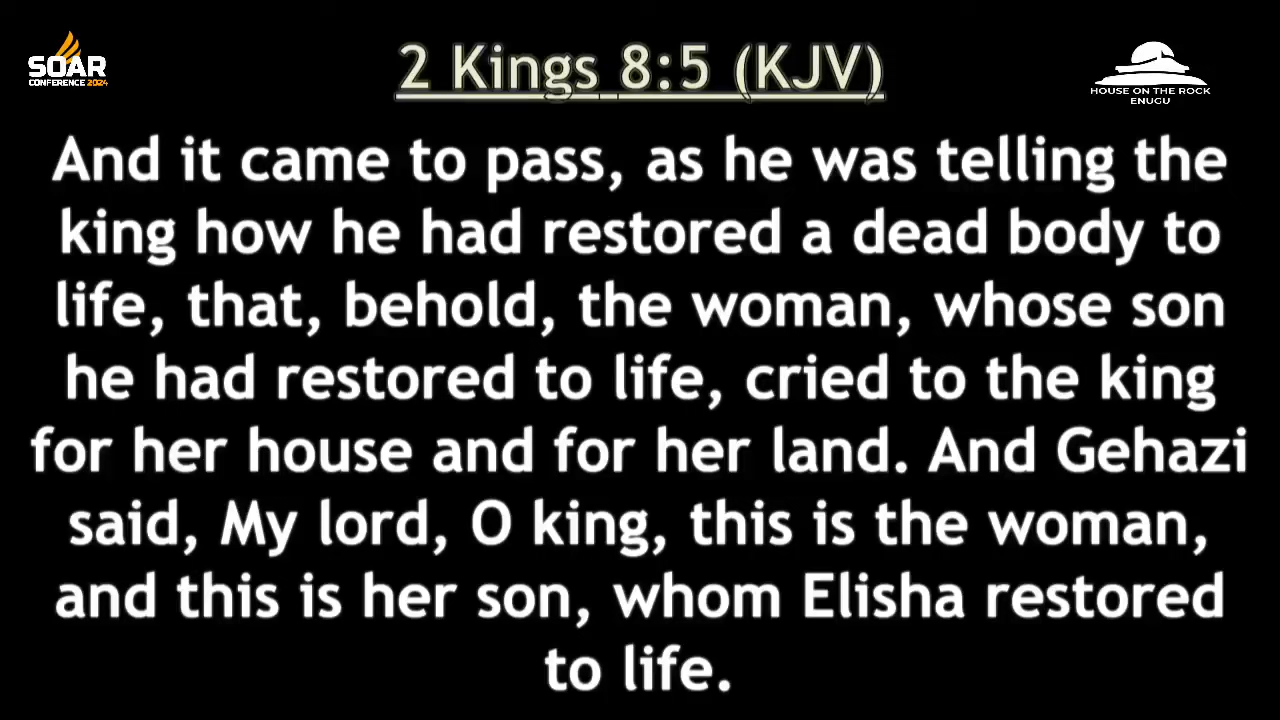 SOAR
CONFERENCE 2024
2 Kings 8:5 (KJV)
HOUSE ON THE ROCK
ENUGU
And it came to pass, as he was telling the
king how he had restored a dead body to
life, that, behold, the woman, whose son
he had restored to life, cried to the king
for her house and for her land. And Gehazi
said, My lord, O king, this is the woman,
and this is her son, whom Elisha restored
to life.